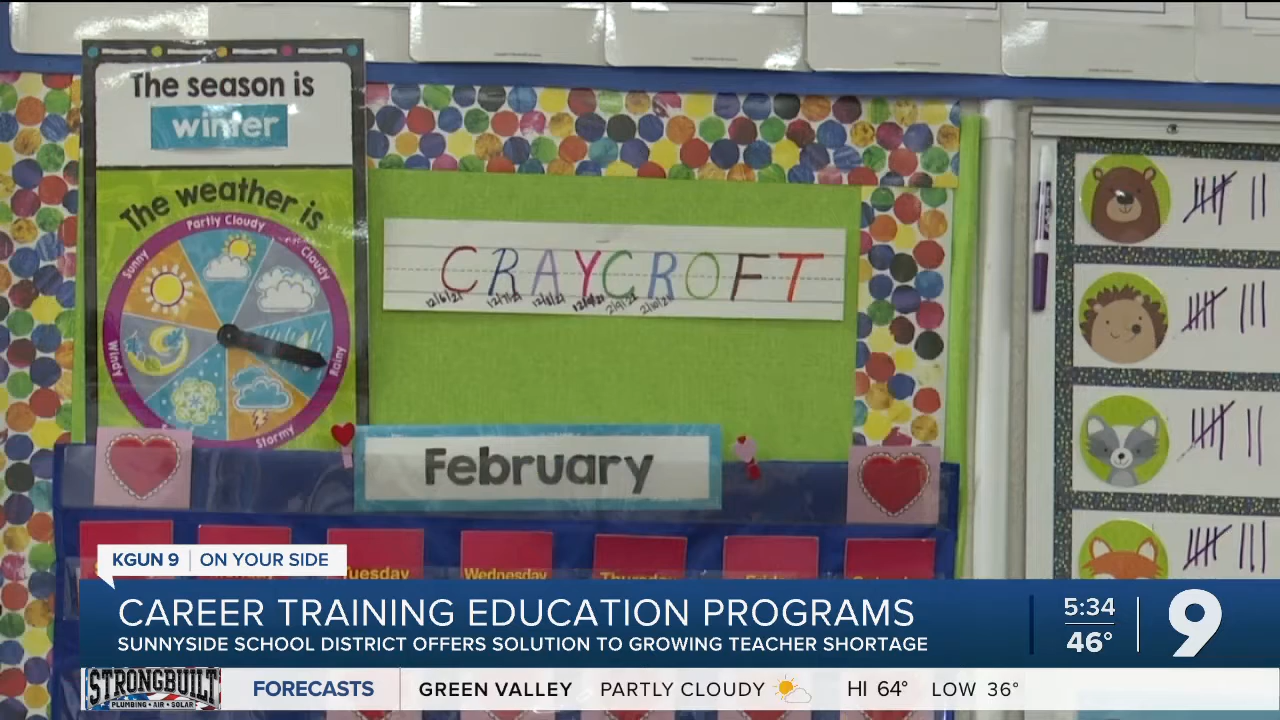 The season is
winter
The weather is
Partly Cloudy
Sunny
Cloudy
Windy
Rainy
Stormy
CRAYCROFT
February
Tuesday
Wednesday
KGUN 9 | ON YOUR SIDE
CAREER TRAINING EDUCATION PROGRAMS
SUNNYSIDE SCHOOL DISTRICT OFFERS SOLUTION TO GROWING TEACHER SHORTAGE
5:34
46°
9
STRONGBUILT
PLUMBING • AIR • SOLAR
FORECASTS
GREEN VALLEY PARTLY CLOUDY HI 64° LOW 36°